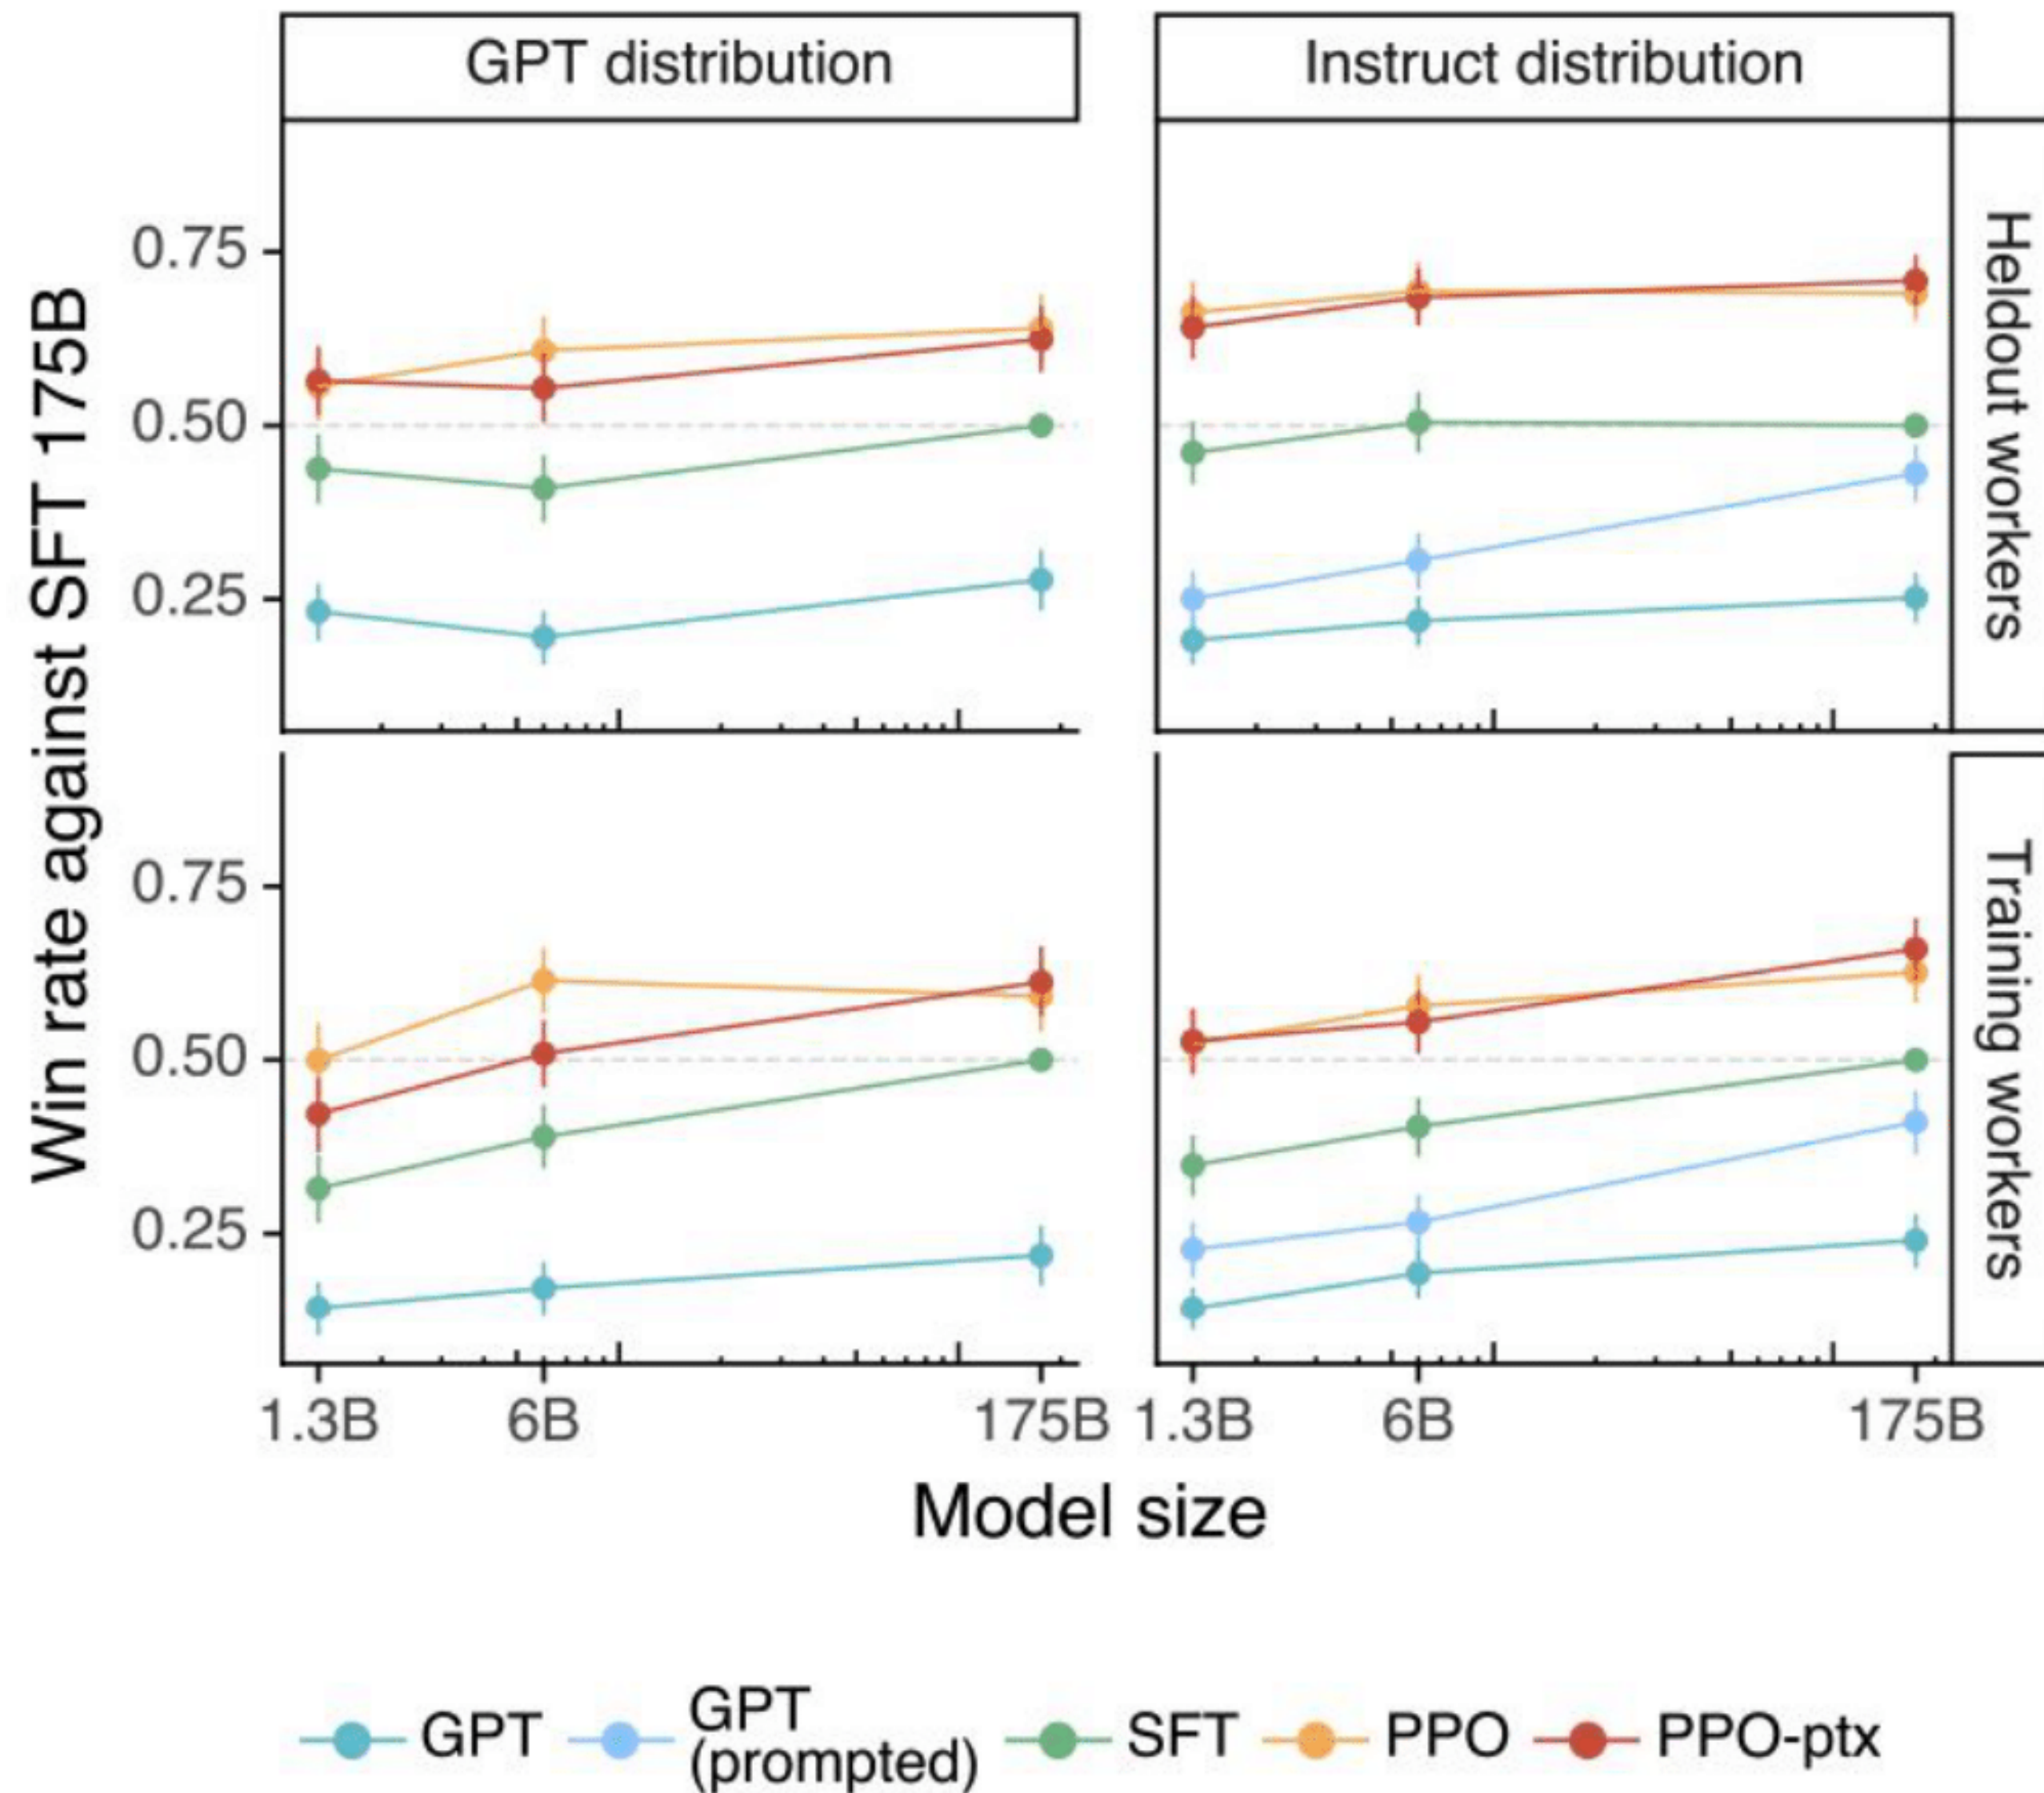 GPT distribution
Instruct distribution
Heldout workers
Training workers
Win rate against SFT 175B
0.75
0.50
0.25
0.75
0.50
0.25
1.3B 6B 175B 1.3B 6B 175B
Model size
GPT
GPT
(prompted)
SFT
PPO
PPO-ptx